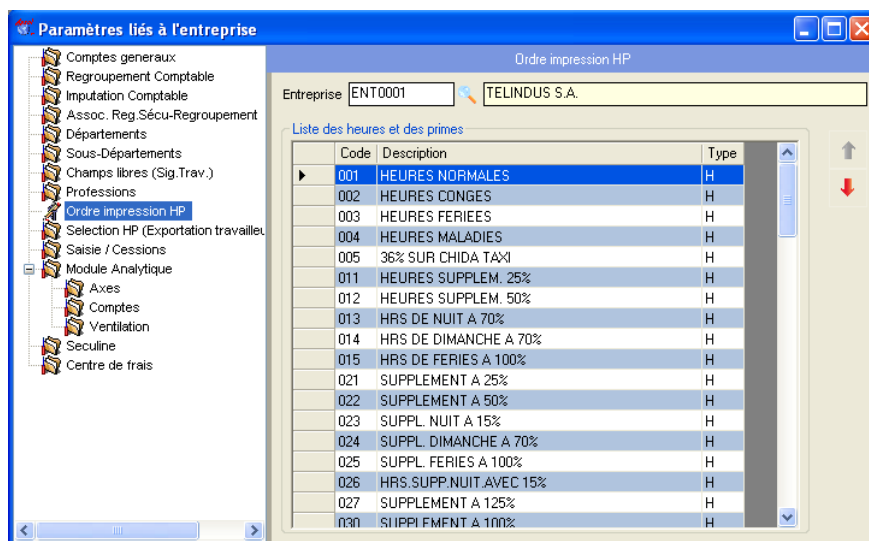 Paramètres liés à l'entreprise
Comptes generaux
Regroupement Comptable
Imputation Comptable
Assoc. Reg.Sécu-Regroupement
Départements
Sous-Départements
Champs libres (Sig.Trav.)
Professions
Ordre impression HP
Selection HP (Exportation travailleu
Saisie / Cessions
Module Analytique
Axes
Comptes
Ventilation
Seculine
Centre de frais
Ordre impression HP
Entreprise ENT0001 TELINDUS S.A.
Liste des heures et des primes
Code Description Type
001 HEURES NORMALES H
002 HEURES CONGES H
003 HEURES FERIEES H
004 HEURES MALADIES H
005 36% SUR CHIDA TAXI H
011 HEURES SUPPLEM. 25% H
012 HEURES SUPPLEM. 50% H
013 HRS DE NUIT A 70% H
014 HRS DE DIMANCHE A 70% H
015 HRS DE FERIES A 100% H
021 SUPPLEMENT A 25% H
022 SUPPLEMENT A 50% H
023 SUPPL. NUIT A 15% H
024 SUPPL. DIMANCHE A 70% H
025 SUPPL. FERIES A 100% H
026 HRS.SUPP.NUIT.AVEC 15% H
027 SUPPLEMENT A 125% H
030 SUPPLEMENT A 100% H